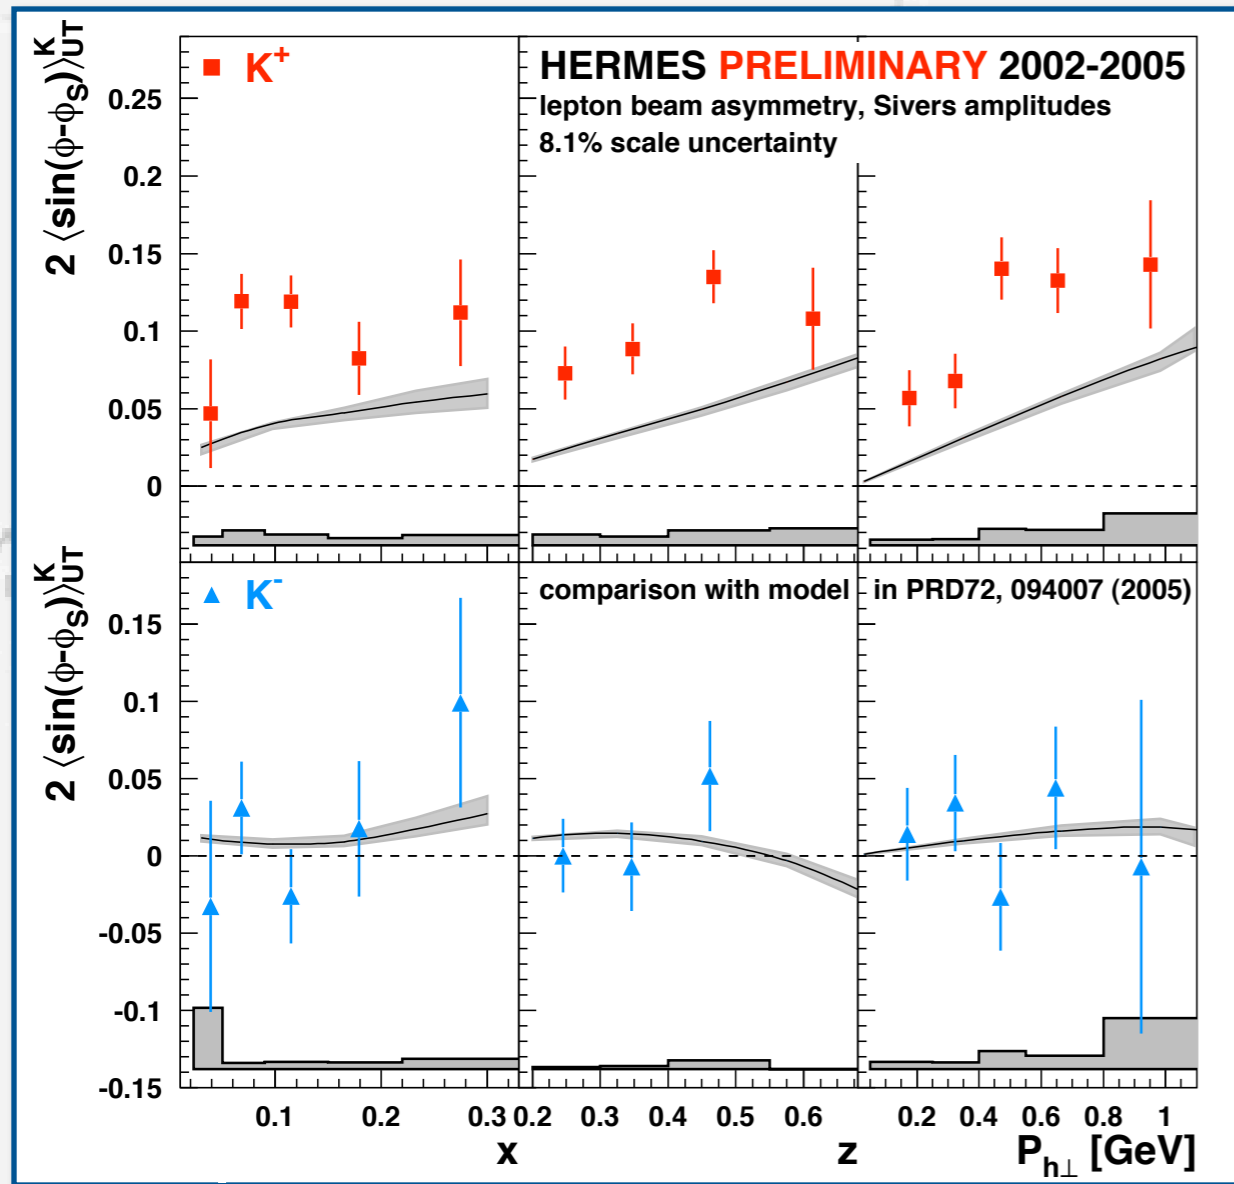 K+
HERMES PRELIMINARY 2002-2005
lepton beam asymmetry, Sivers amplitudes
8.1% scale uncertainty
2 ⟨sin(ϕ-ϕS)⟩KUT
0.25
0.2
0.15
0.1
0.05
0
K-
comparison with model
in PRD72, 094007 (2005)
2 ⟨sin(ϕ-ϕS)⟩KUT
0.15
0.1
0.05
0
-0.05
-0.1
-0.15
0.1 0.2 0.3 0.2 0.3 0.4 0.5 0.6 0.2 0.4 0.6 0.8 1
x z Ph⊥ [GeV]